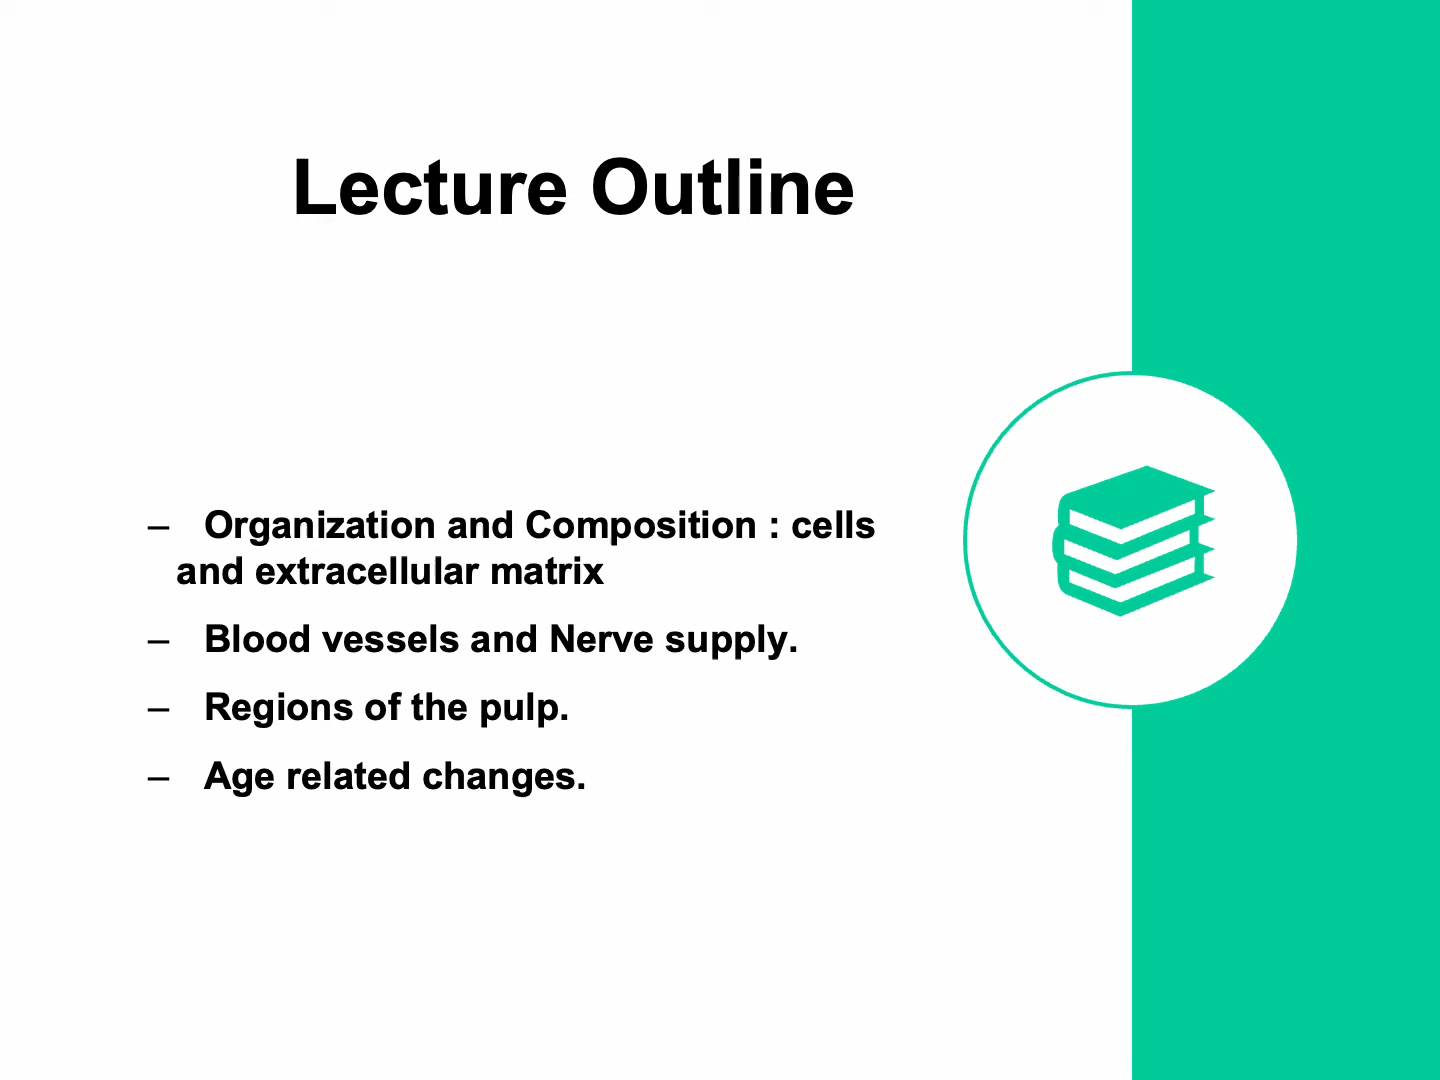 Lecture Outline
– Organization and Composition : cells
and extracellular matrix
– Blood vessels and Nerve supply.
– Regions of the pulp.
– Age related changes.